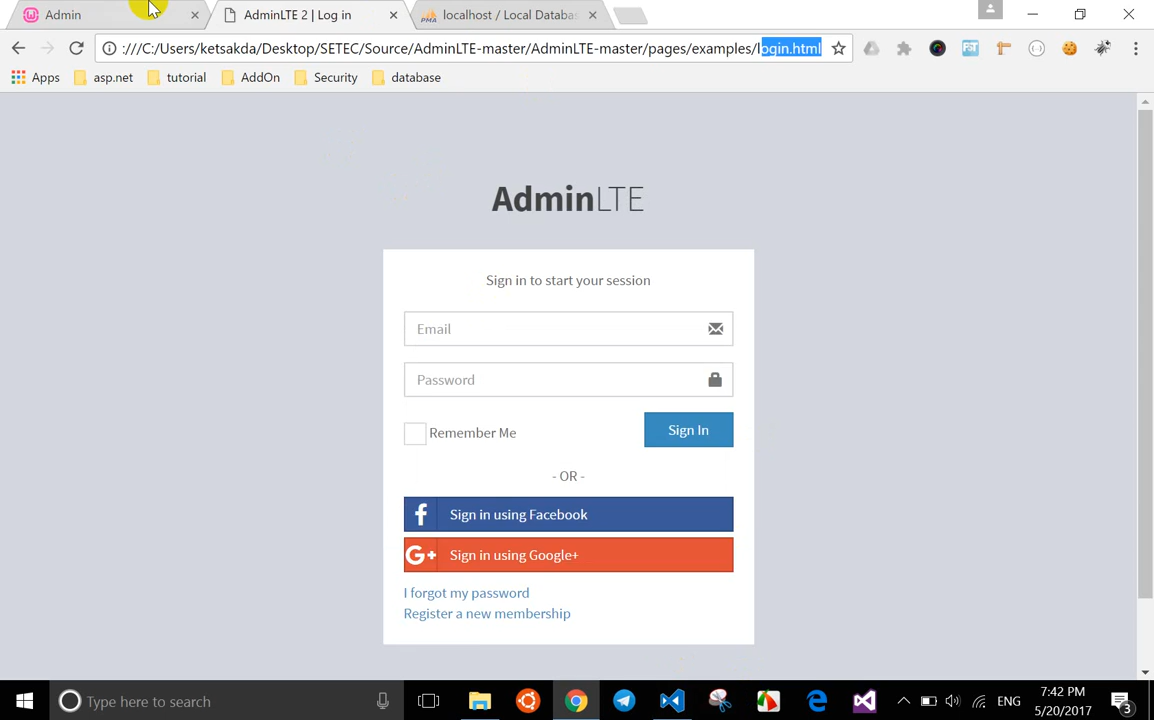 Admin
AdminLTE 2 | Log in
localhost / Local Databas
:///C:/Users/ketsakda/Desktop/SETEC/Source/AdminLTE-master/AdminLTE-master/pages/examples/login.html
Apps asp.net tutorial AddOn Security database
AdminLTE
Sign in to start your session
Email
Password
Remember Me
Sign In
- OR -
Sign in using Facebook
Sign in using Google+
I forgot my password
Register a new membership
Type here to search
ENG
7:42 PM
5/20/2017
3